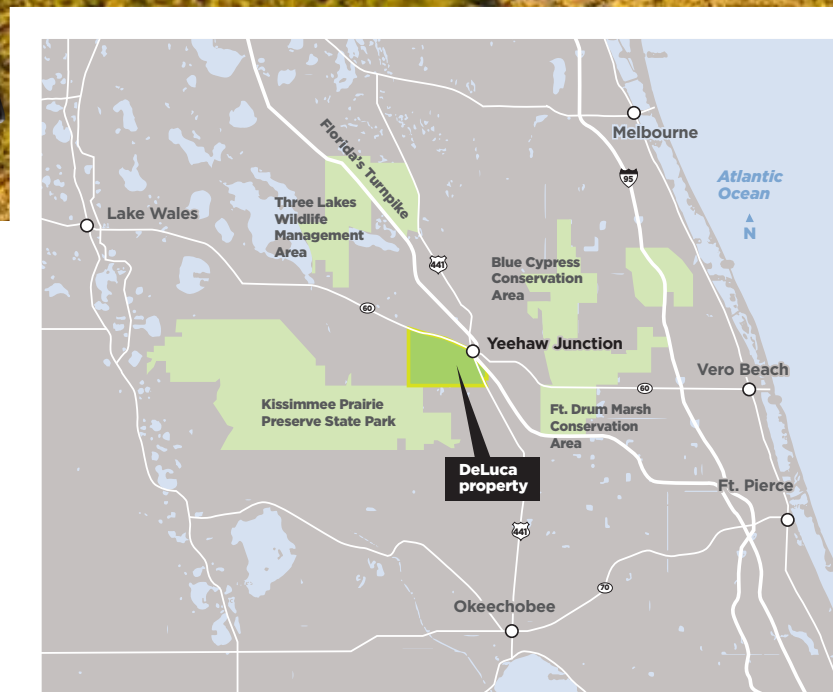 Melbourne
Florida's Turnpike
95
Atlantic
Ocean
N
Lake Wales
Three Lakes
Wildlife
Management
Area
441
Blue Cypress
Conservation
Area
60
Yeehaw Junction
Vero Beach
60
Kissimmee Prairie
Preserve State Park
Ft. Drum Marsh
Conservation
Area
DeLuca
property
Ft. Pierce
441
70
Okeechobee